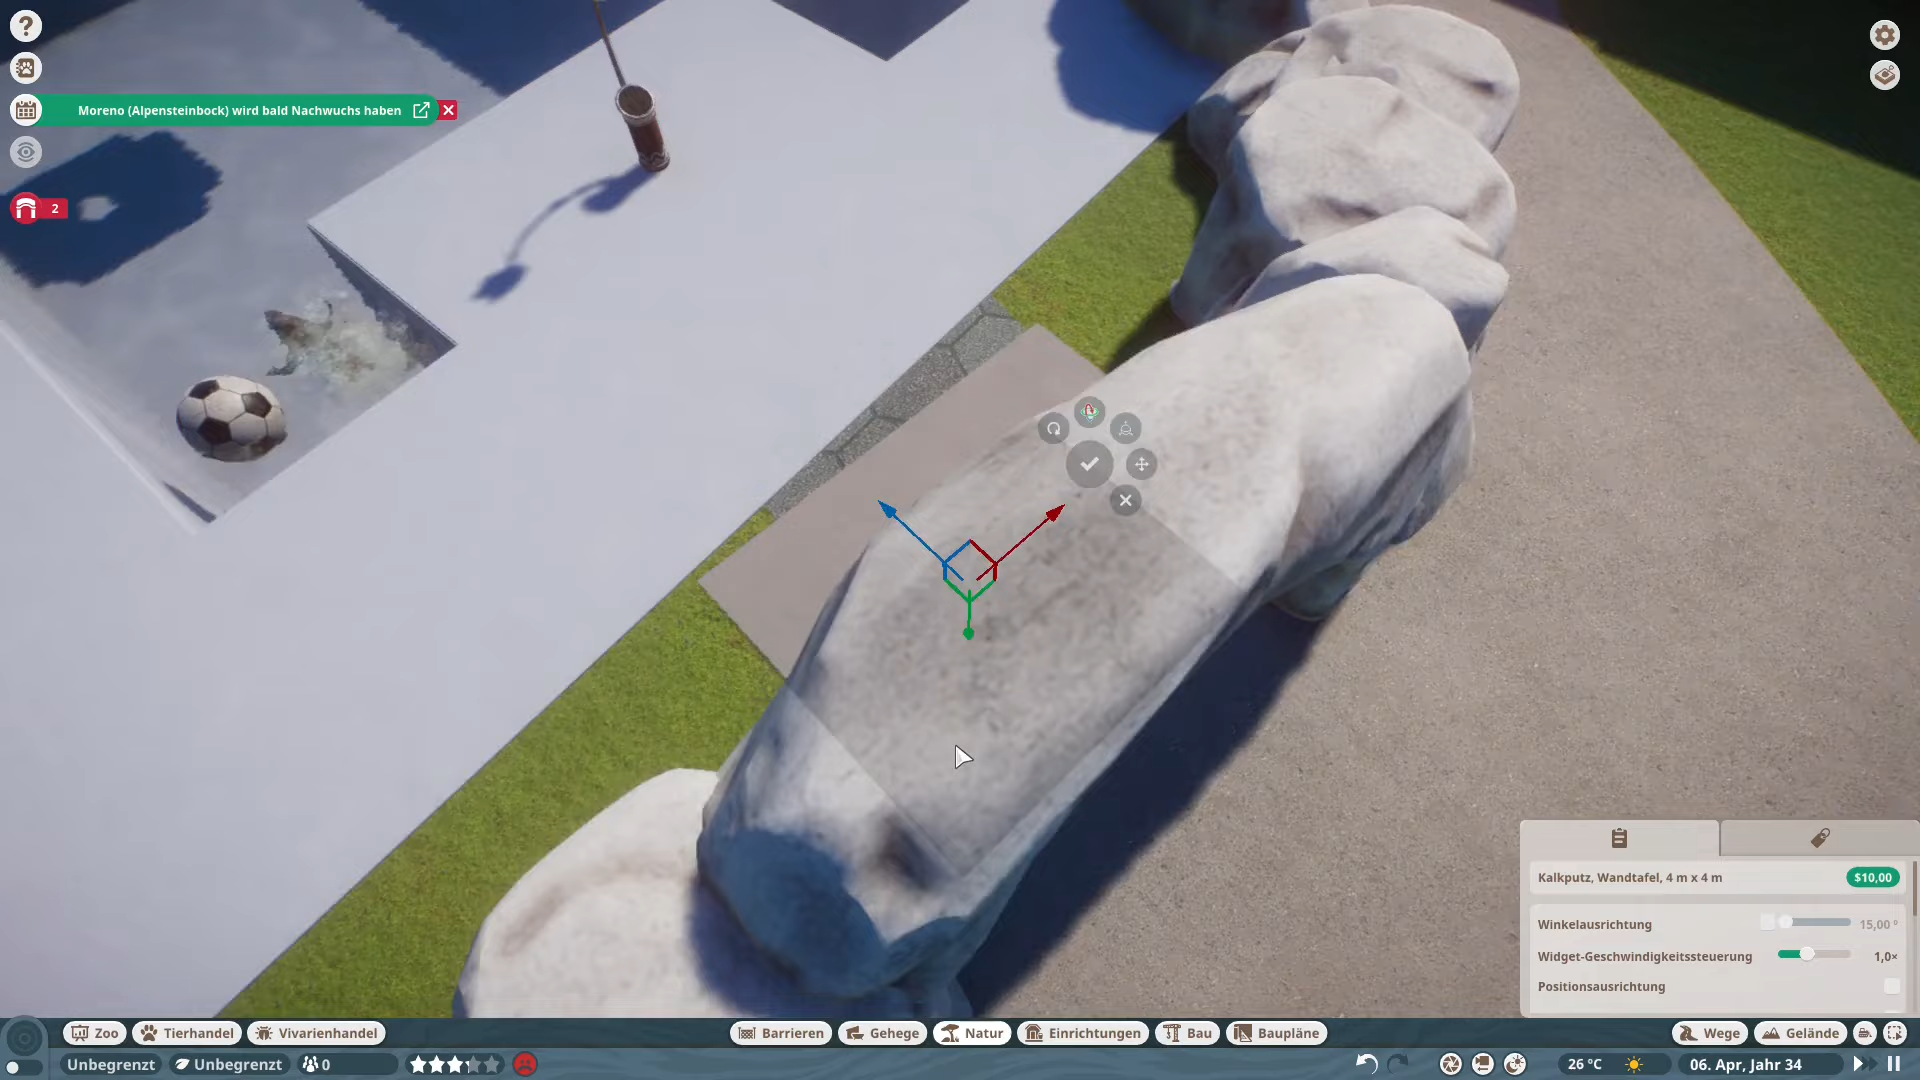 ?
Moreno (Alpensteinbock) wird bald Nachwuchs haben
2
Kalkputz, Wandtafel, 4 m x 4 m
$10,00
Winkelausrichtung
15,00 °
Widget-Geschwindigkeitssteuerung
1,0×
Positionsausrichtung
Zoo
Tierhandel
Vivarienhandel
Barrieren
Gehege
Natur
Einrichtungen
Bau
Baupläne
Wege
Gelände
Unbegrenzt
Unbegrenzt
0
26 °C
06. Apr, Jahr 34